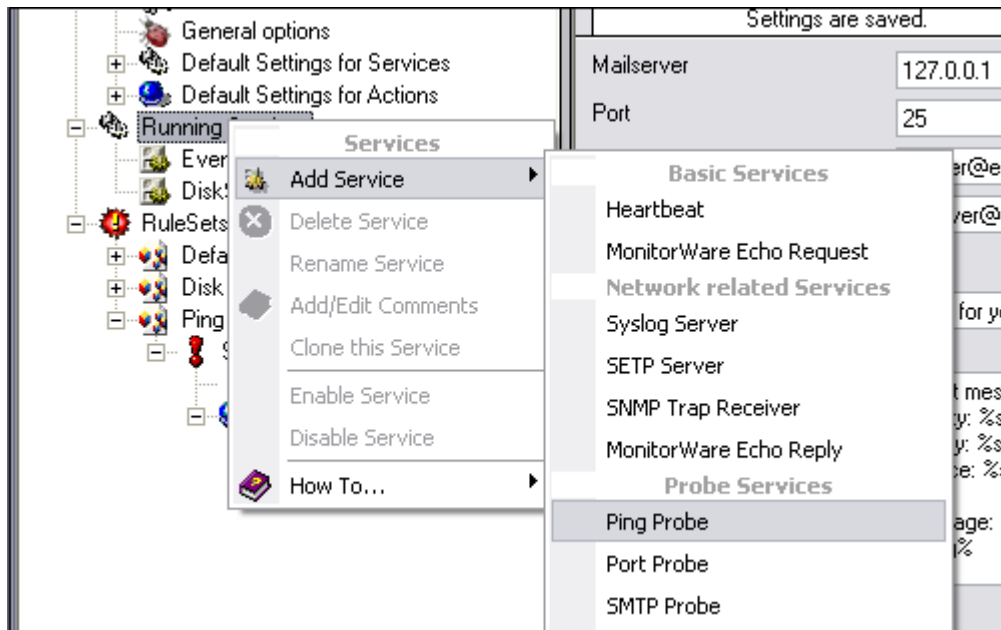 General options
Default Settings for Services
Default Settings for Actions
Running
RuleSets
Disk
Ping
Services
Add Service
Delete Service
Rename Service
Add/Edit Comments
Clone this Service
Enable Service
Disable Service
How To...
Basic Services
Heartbeat
MonitorWare Echo Request
Network related Services
Syslog Server
SETP Server
SNMP Trap Receiver
MonitorWare Echo Reply
Probe Services
Ping Probe
Port Probe
SMTP Probe
Settings are saved.
Mailserver
127.0.0.1
Port
25
for